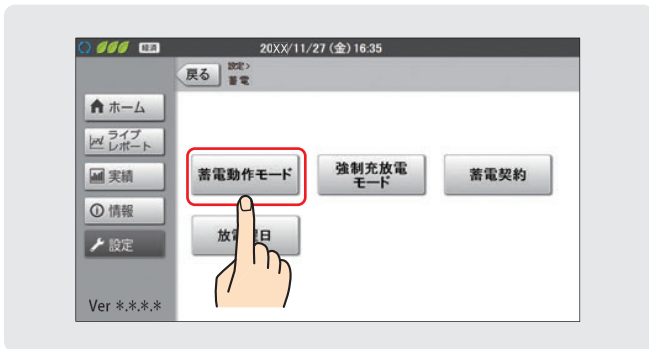 経済
20XX/11/27 (金) 16:35
戻る
設定>
蓄電
ホーム
ライブ
レポート
実績
情報
設定
蓄電動作モード
強制充放電
モード
蓄電契約
放電曜日
Ver *.*.*.*